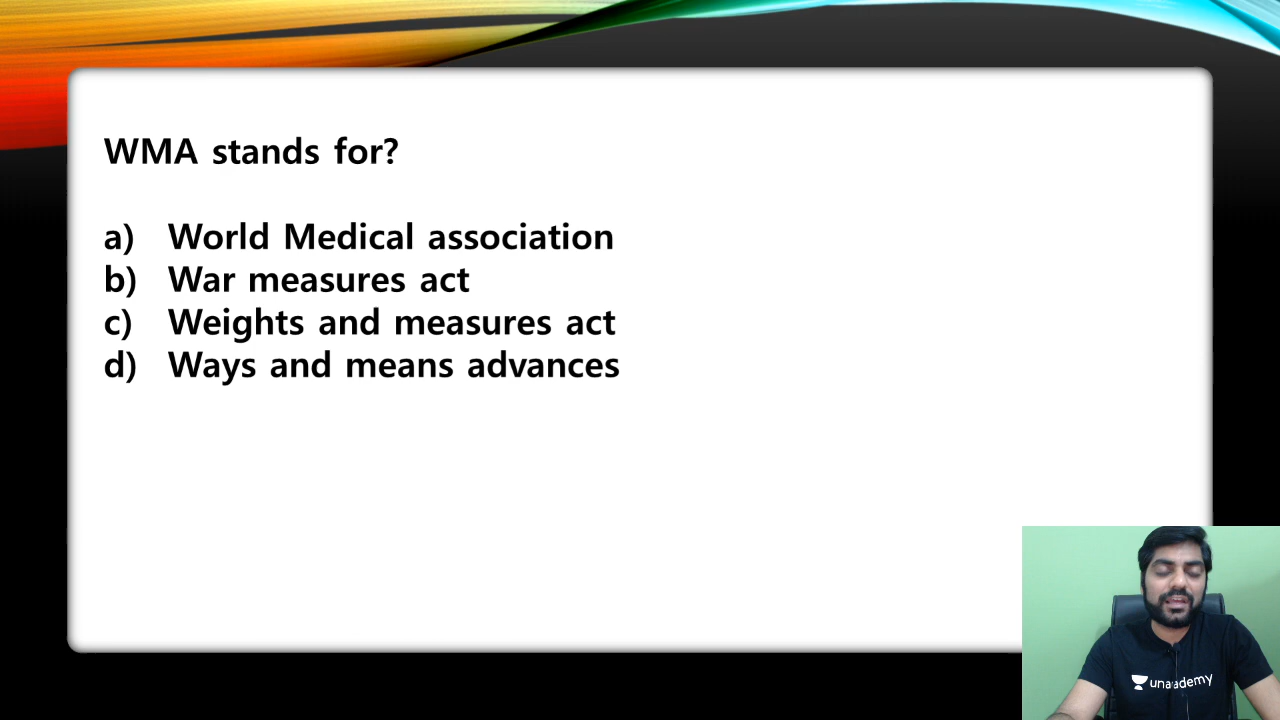 WMA stands for?
a) World Medical association
b) War measures act
c) Weights and measures act
d) Ways and means advances
unacademy